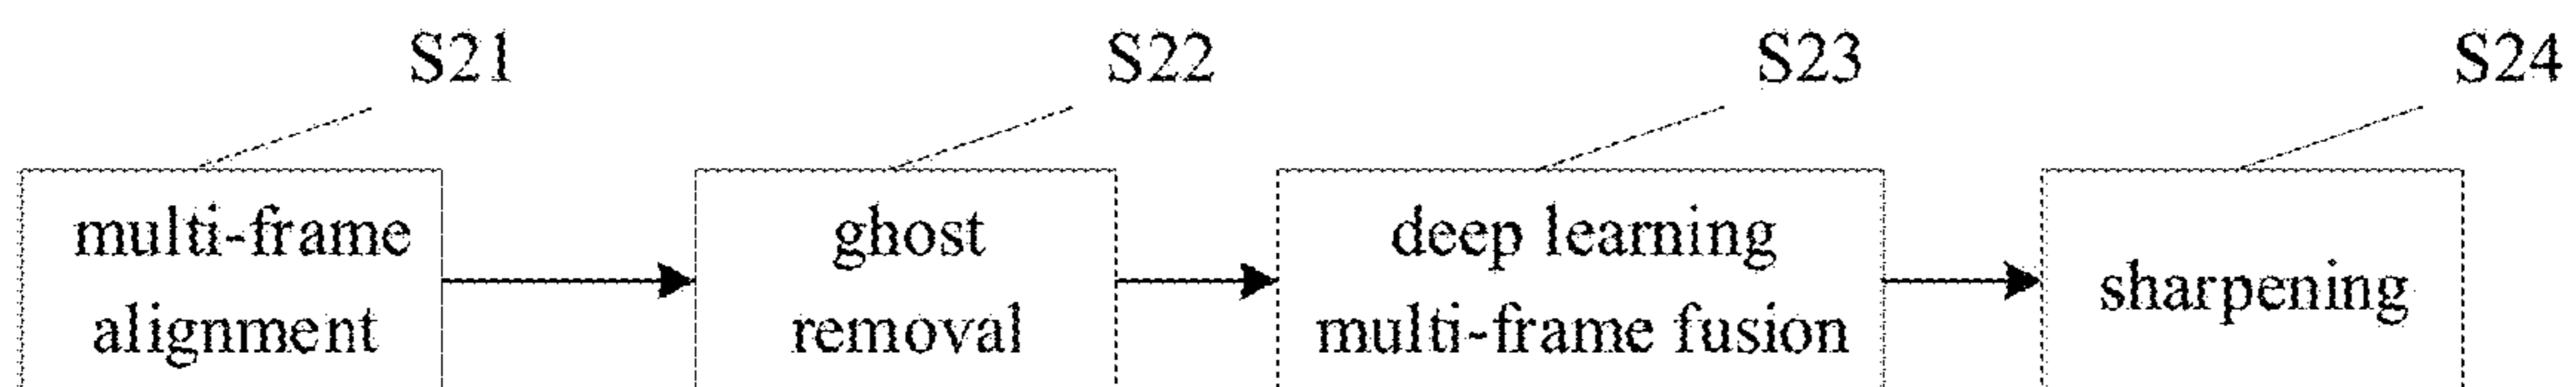 S21
S22
S23
S24
multi-frame
alignment
ghost
removal
deep learning
multi-frame fusion
sharpening